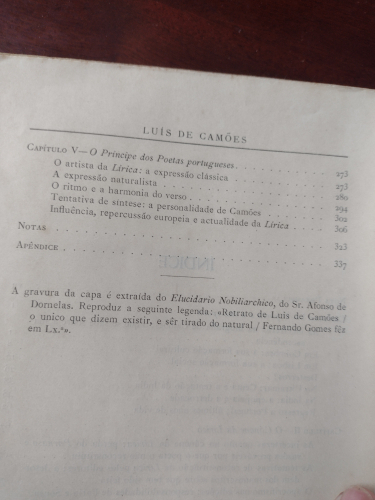 LUÍS DE CAMÕES
CAPÍTULO V — O Príncipe dos Poetas portugueses 273
O artista da Lírica: a expressão clássica 273
A expressão naturalista 280
O ritmo e a harmonia do verso 294
Tentativa de síntese: a personalidade de Camões 302
Influência, repercussão europeia e actualidade da Lírica 306
NOTAS 323
APÊNDICE 337
A gravura da capa é extraída do Elucidario Nobiliarchico, do Sr. Afonso de
Dornelas. Reproduz a seguinte legenda: «Retrato de Luis de Camões /
o unico que dizem existir, e sêr tirado do natural / Fernando Gomes fêz
em Lx.ª».